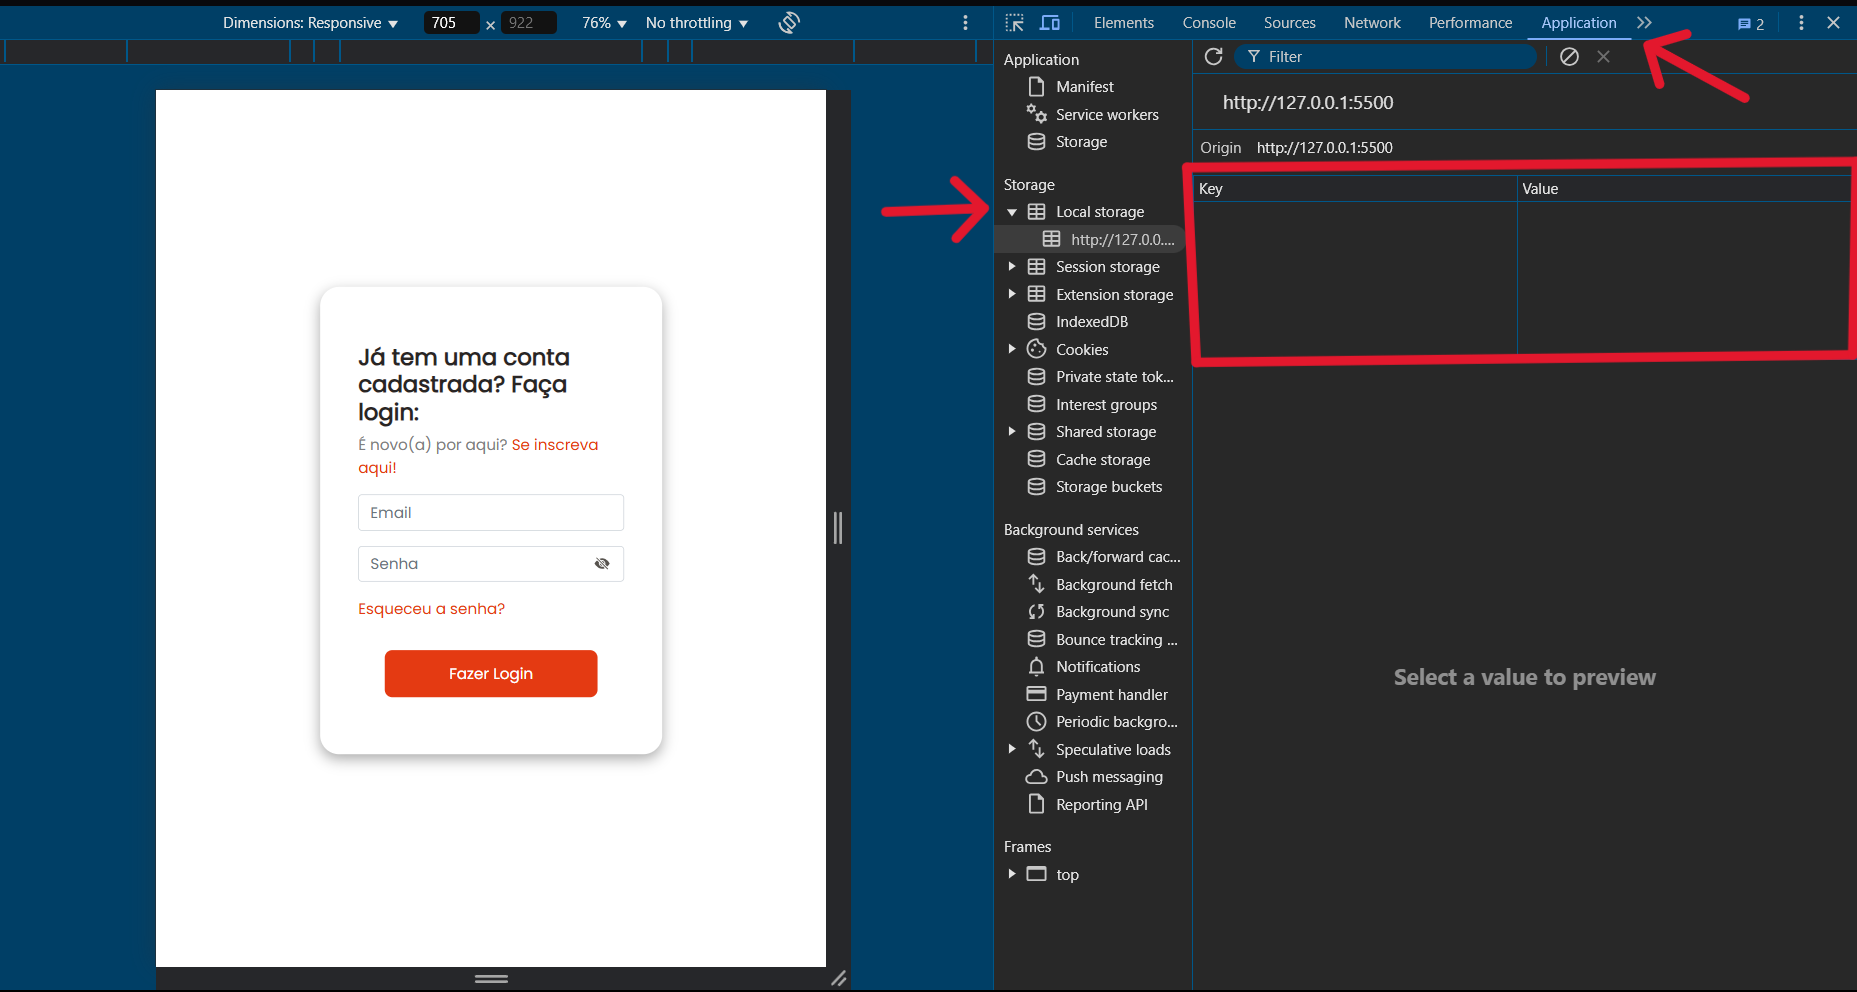 Dimensions: Responsive 705 × 922 76% No throttling
Elements Console Sources Network Performance Application 2
Já tem uma conta
cadastrada? Faça
login:
É novo(a) por aqui? Se inscreva
aqui!
Email
Senha
Esqueceu a senha?
Fazer Login
Application
Manifest
Service workers
Storage
Storage
Local storage
http://127.0.0....
Session storage
Extension storage
IndexedDB
Cookies
Private state tok...
Interest groups
Shared storage
Cache storage
Storage buckets
Background services
Back/forward cac...
Background fetch
Background sync
Bounce tracking ...
Notifications
Payment handler
Periodic backgro...
Speculative loads
Push messaging
Reporting API
Frames
top
Filter
http://127.0.0.1:5500
Origin http://127.0.0.1:5500
Key Value
Select a value to preview